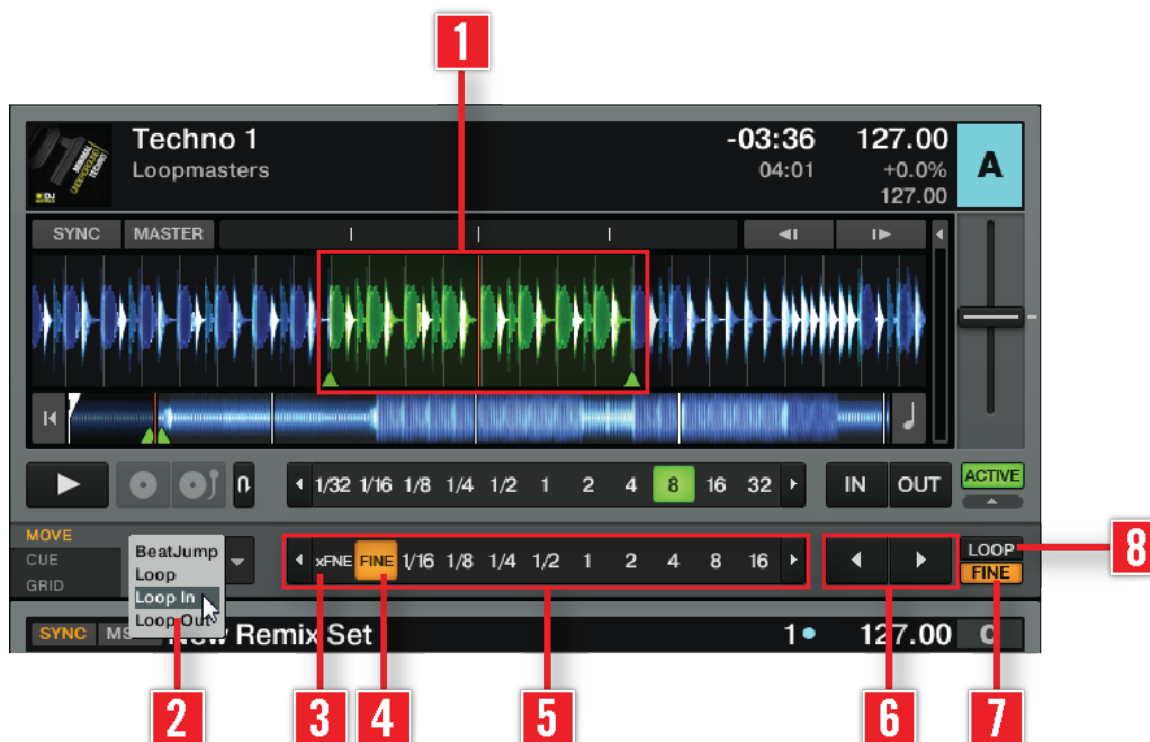 1
Techno 1
-03:36
127.00
A
Loopmasters
04:01
+0.0%
127.00
SYNC
MASTER
1/32 1/16 1/8 1/4 1/2 1 2 4 8 16 32
IN
OUT
ACTIVE
MOVE
CUE
GRID
BeatJump
Loop
Loop In
Loop Out
xFNE FINE 1/16 1/8 1/4 1/2 1 2 4 8 16
LOOP
FINE
8
SYNC
Remix Set
1
127.00
C
2
3
4
5
6
7